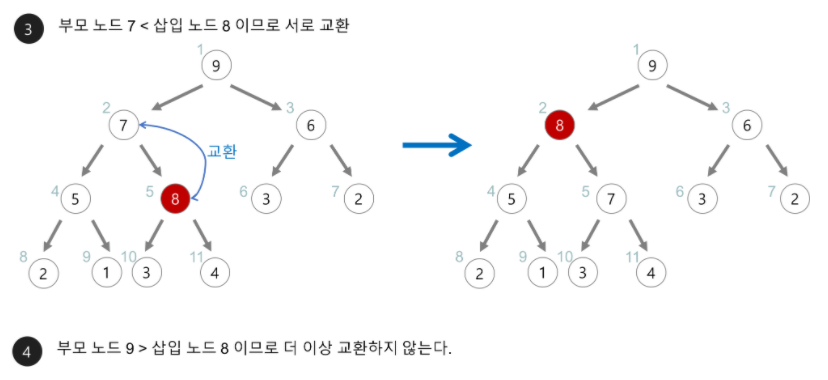 3 부모 노드 7 < 삽입 노드 8 이므로 서로 교환
1 1
9 9
2 3 2 3
7 6 8 6
교환
4 5 6 7 4 5 6 7
5 8 3 2 5 7 3 2
8 9 10 11 8 9 10 11
2 1 3 4 2 1 3 4
4 부모 노드 9 > 삽입 노드 8 이므로 더 이상 교환하지 않는다.